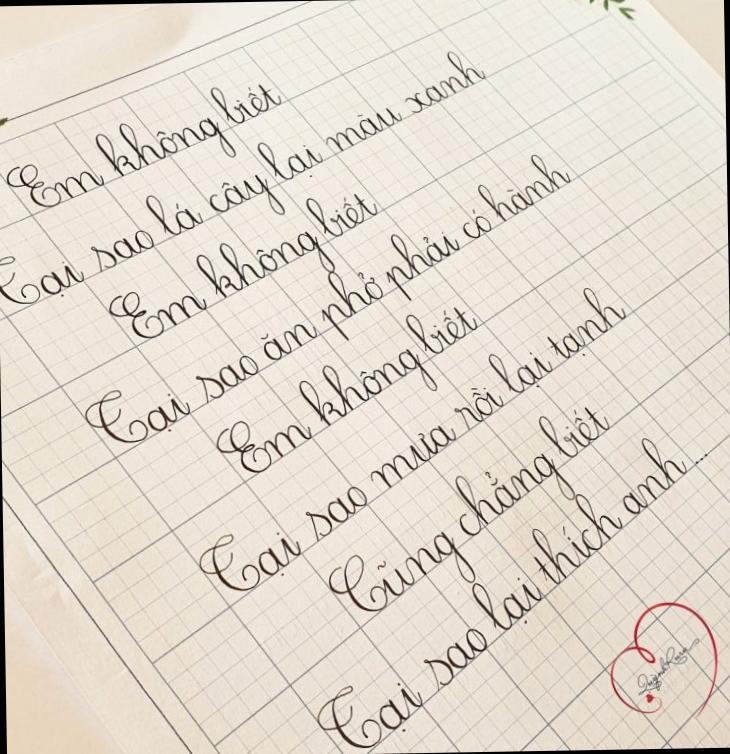 Em không biết
Tại sao lá cây lại màu xanh
Em không biết
Tại sao ăn phở phải có hành
Em không biết
Tại sao mưa rồi lại tạnh
Cũng chẳng biết
Tại sao lại thích anh...